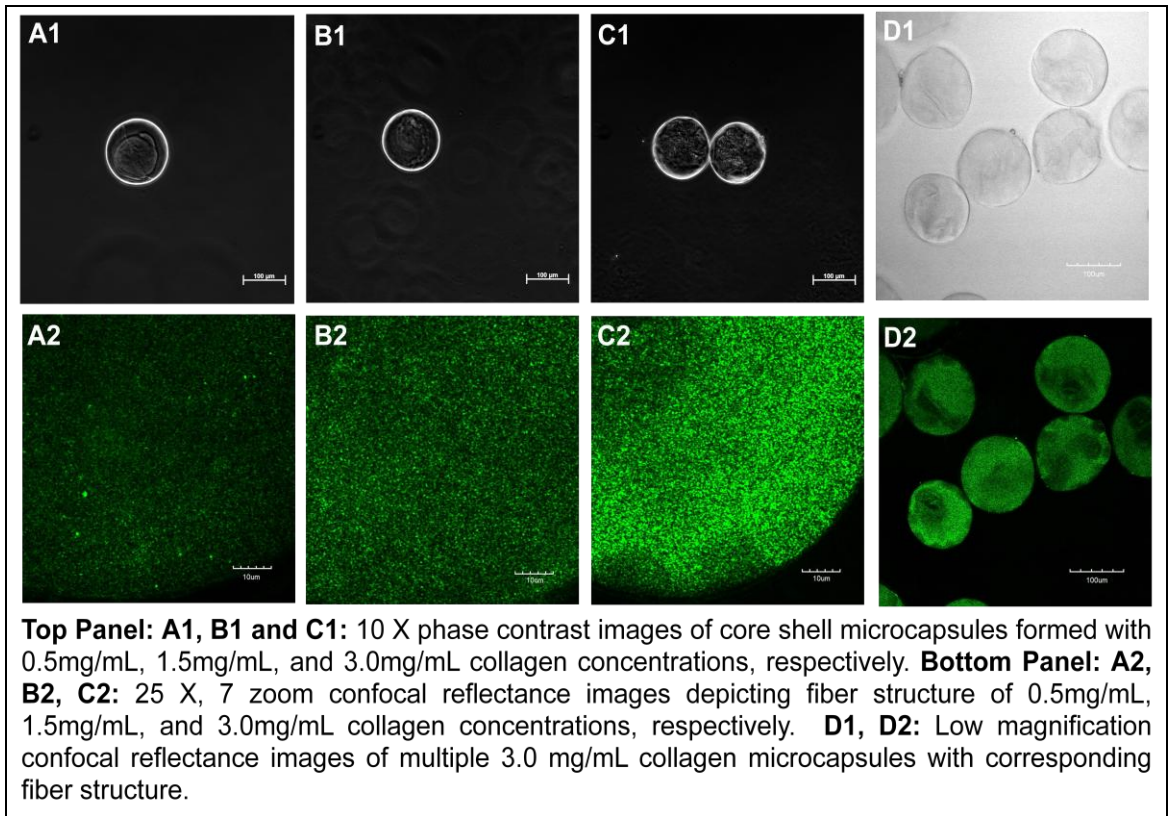 A1 B1 C1 D1
100 µm 100 µm 100 µm 100um
A2 B2 C2 D2
10um 10um 10um 100um
Top Panel: A1, B1 and C1: 10 X phase contrast images of core shell microcapsules formed with
0.5mg/mL, 1.5mg/mL, and 3.0mg/mL collagen concentrations, respectively. Bottom Panel: A2,
B2, C2: 25 X, 7 zoom confocal reflectance images depicting fiber structure of 0.5mg/mL,
1.5mg/mL, and 3.0mg/mL collagen concentrations, respectively. D1, D2: Low magnification
confocal reflectance images of multiple 3.0 mg/mL collagen microcapsules with corresponding
fiber structure.